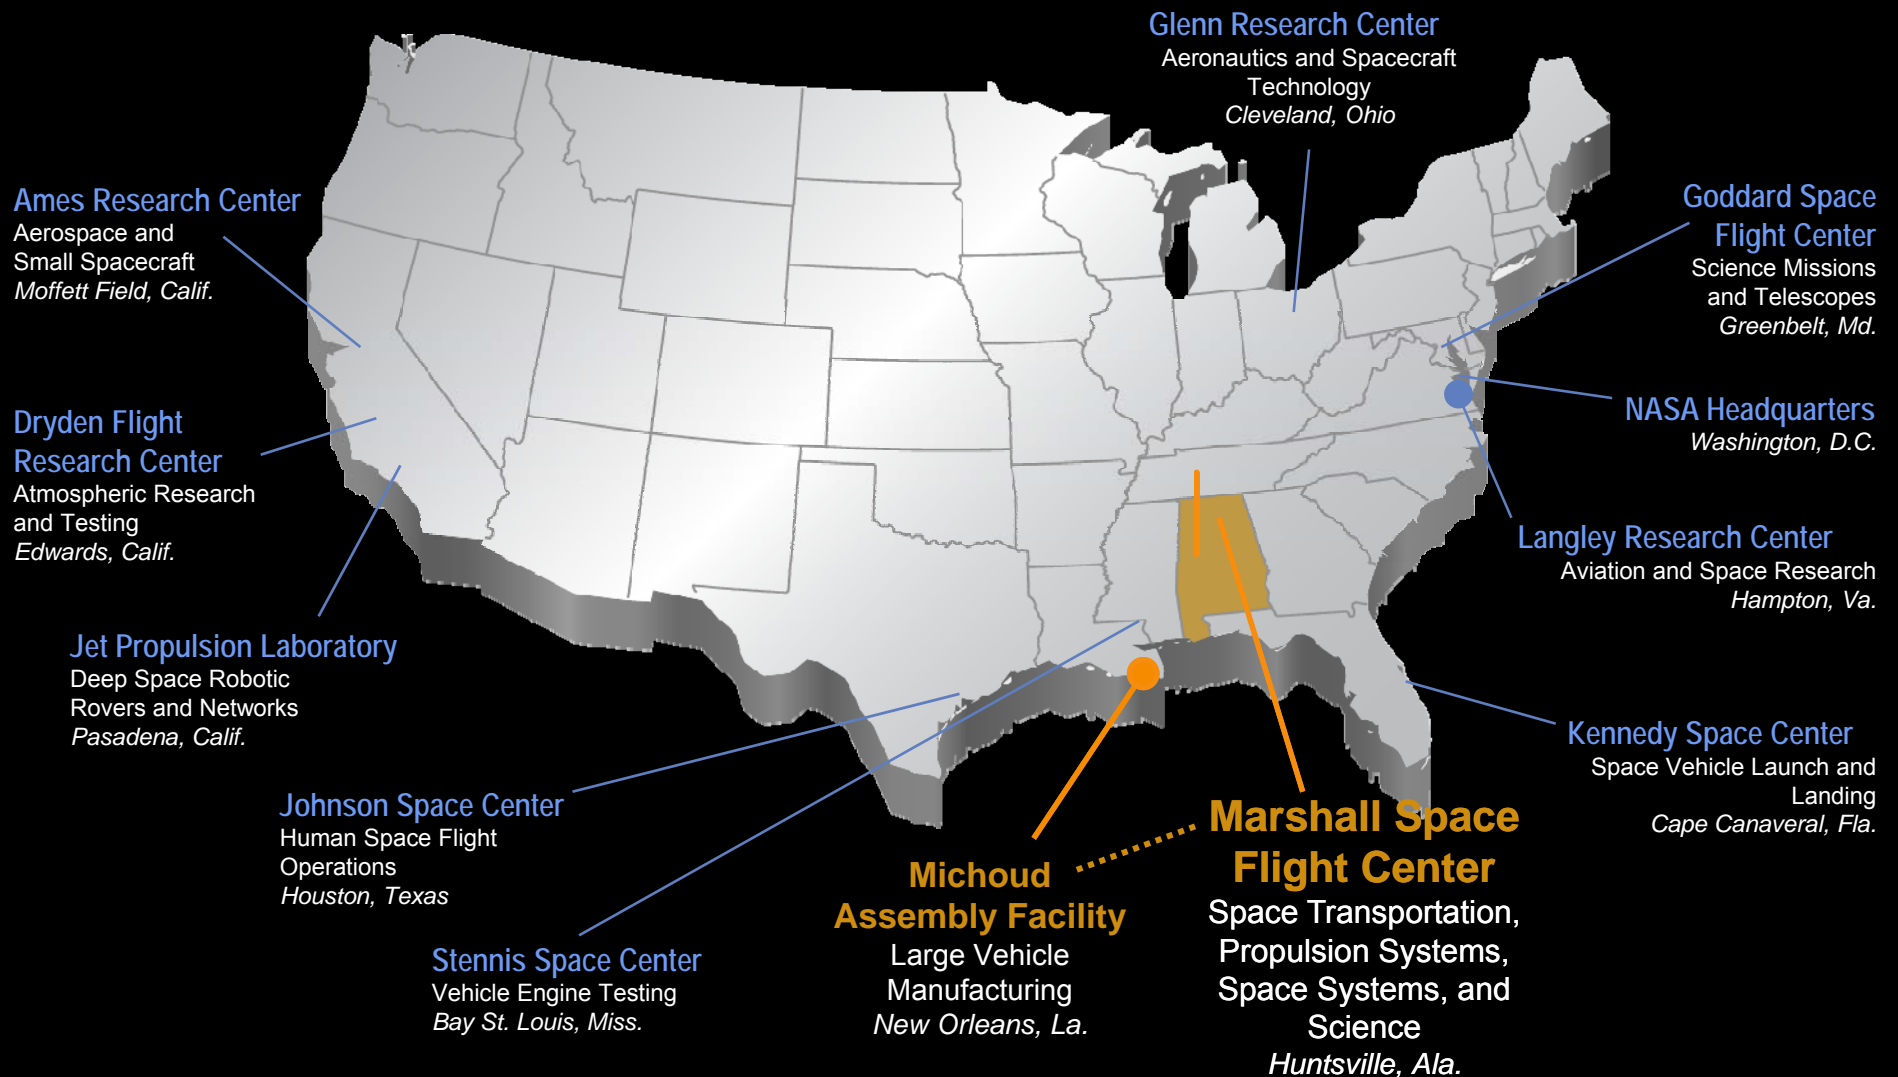 Glenn Research Center
Aeronautics and Spacecraft
Technology
Cleveland, Ohio
Ames Research Center
Aerospace and
Small Spacecraft
Moffett Field, Calif.
Goddard Space
Flight Center
Science Missions
and Telescopes
Greenbelt, Md.
Dryden Flight
Research Center
Atmospheric Research
and Testing
Edwards, Calif.
NASA Headquarters
Washington, D.C.
Langley Research Center
Aviation and Space Research
Hampton, Va.
Jet Propulsion Laboratory
Deep Space Robotic
Rovers and Networks
Pasadena, Calif.
Kennedy Space Center
Space Vehicle Launch and
Landing
Cape Canaveral, Fla.
Johnson Space Center
Human Space Flight
Operations
Houston, Texas
Marshall Space
Flight Center
Space Transportation,
Propulsion Systems,
Space Systems, and
Science
Huntsville, Ala.
Michoud
Assembly Facility
Large Vehicle
Manufacturing
New Orleans, La.
Stennis Space Center
Vehicle Engine Testing
Bay St. Louis, Miss.